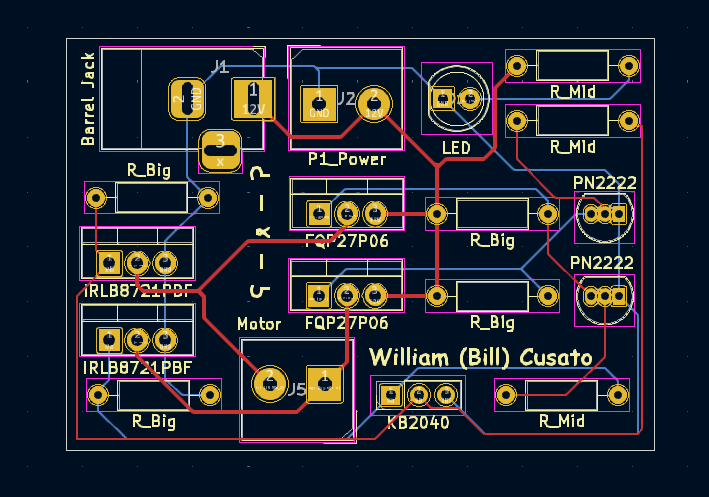 Barrel Jack
J1
2
GND
1
12V
3
x
J2
1
GND
2
12V
P1_Power
LED
R_Mid
R_Mid
R_Big
PN2222
FQP27P06
R_Big
IRLB8721PBF
PN2222
FQP27P06
R_Big
Motor
IRLB8721PBF
2
J5
1
William (Bill) Cusato
R_Big
KB2040
R_Mid